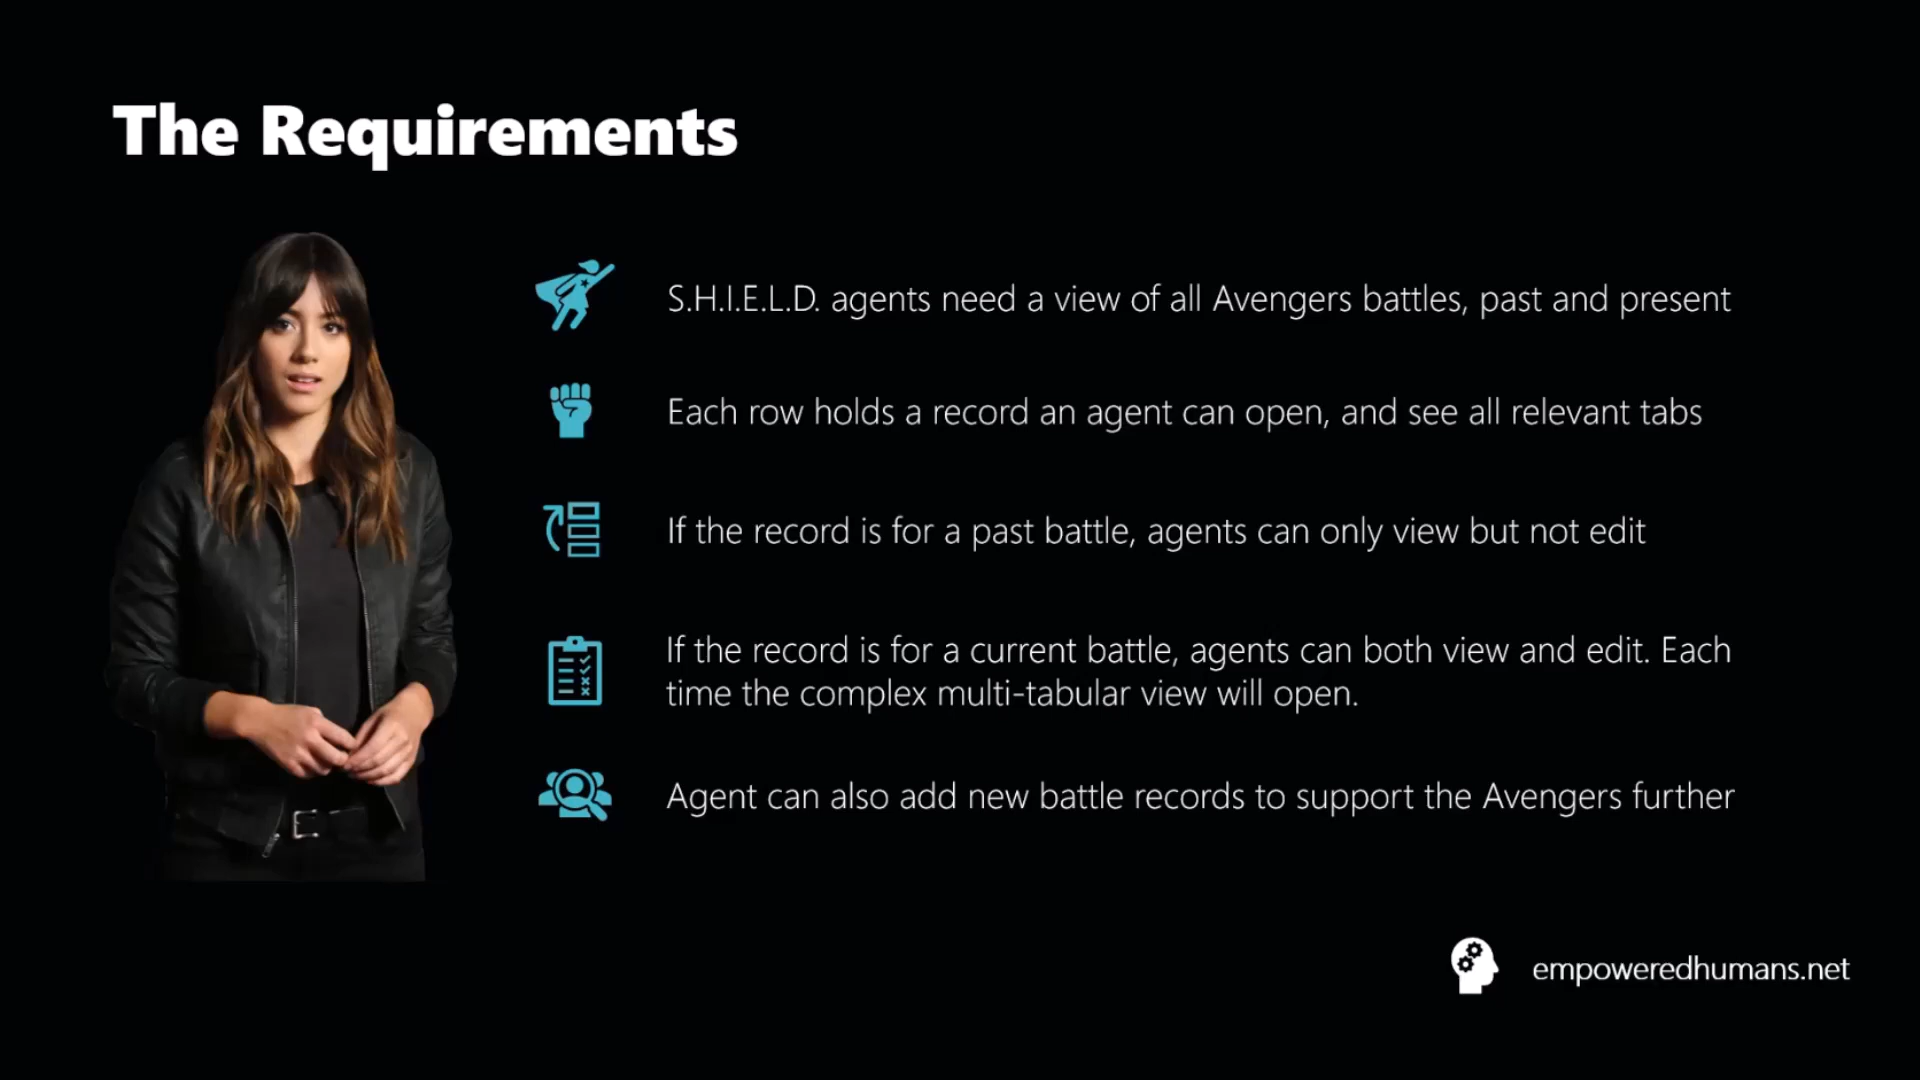 The Requirements
S.H.I.E.L.D. agents need a view of all Avengers battles, past and present
Each row holds a record an agent can open, and see all relevant tabs
If the record is for a past battle, agents can only view but not edit
If the record is for a current battle, agents can both view and edit. Each
time the complex multi-tabular view will open.
Agent can also add new battle records to support the Avengers further
empoweredhumans.net